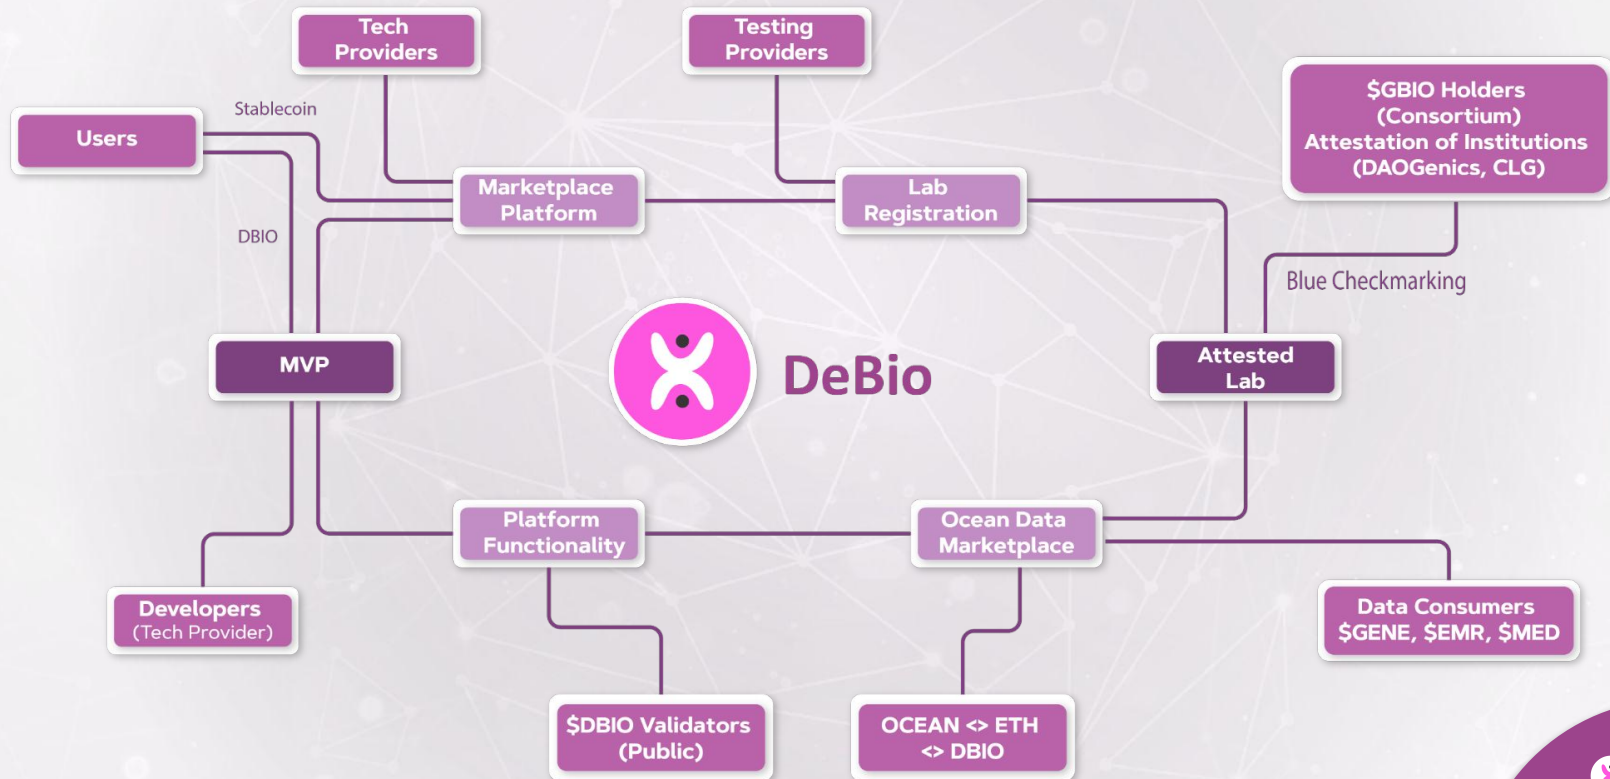 Tech
Providers
Testing
Providers
$GBIO Holders
(Consortium)
Attestation of Institutions
(DAOGenics, CLG)
Stablecoin
Users
Marketplace
Platform
Lab
Registration
DBIO
Blue Checkmarking
MVP
DeBio
Attested
Lab
Platform
Functionality
Ocean Data
Marketplace
Developers
(Tech Provider)
Data Consumers
$GENE, $EMR, $MED
$DBIO Validators
(Public)
OCEAN <> ETH
<> DBIO